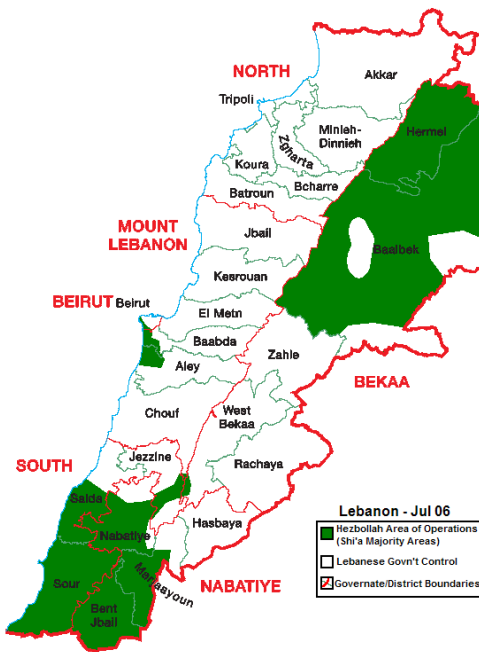 NORTH
Akkar
Tripoli
Minieh-
Dinnieh
Hermel
Zgharta
Koura
Bcharre
Batroun
MOUNT
LEBANON
Jbail
Baalbek
Kesrouan
BEIRUT Beirut
El Metn
Baabda
Zahle
Aley
BEKAA
Chouf
West
Bekaa
SOUTH
Jezzine
Rachaya
Saida
Hasbaya
Nabatiye
Marjaayoun
NABATIYE
Sour
Bent
Jbail
Lebanon - Jul 06
Hezbollah Area of Operations
(Shi'a Majority Areas)
Lebanese Govn't Control
Governate/District Boundaries